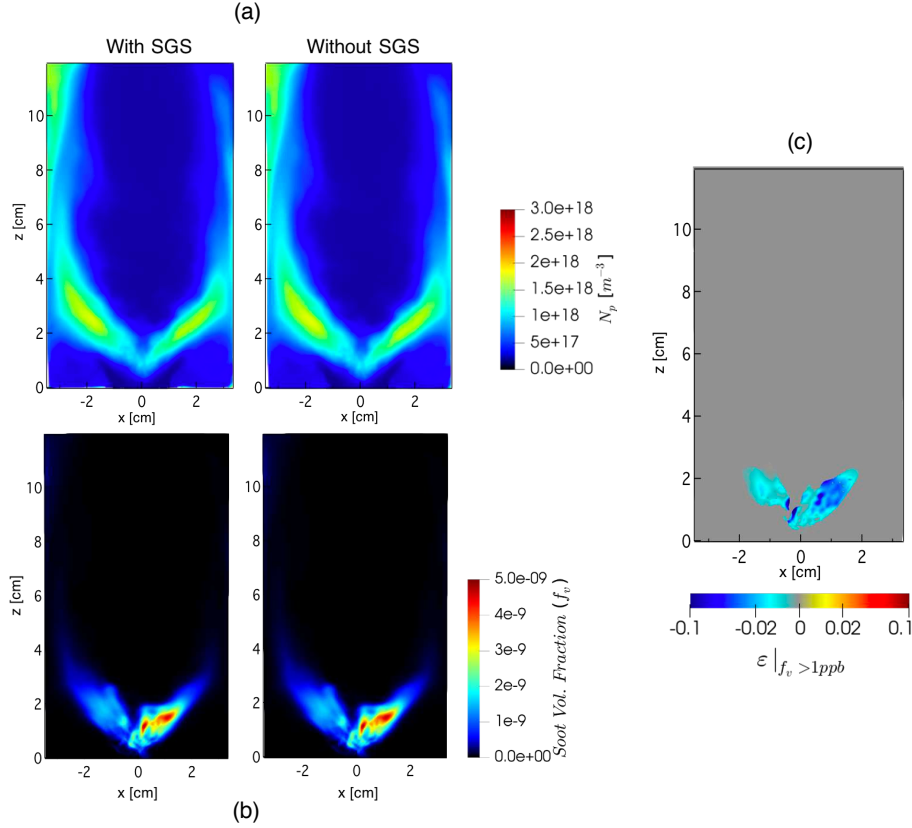 (a)
With SGS
Without SGS
10
8
6
4
2
0
z [cm]
-2
0
2
x [cm]
10
8
6
4
2
0
-2
0
2
x [cm]
3.0e+18
2.5e+18
2e+18
1.5e+18
1e+18
5e+17
0.0e+00
N_p [m^{-3}]
10
8
6
4
2
0
z [cm]
-2
0
2
x [cm]
10
8
6
4
2
0
-2
0
2
x [cm]
5.0e-09
4e-9
3e-9
2e-9
1e-9
0.0e+00
Soot Vol. Fraction (f_v)
(b)
(c)
10
8
6
4
2
0
z [cm]
-2
0
2
x [cm]
-0.1
-0.02
0
0.02
0.1
ε|_{f_v >1ppb}